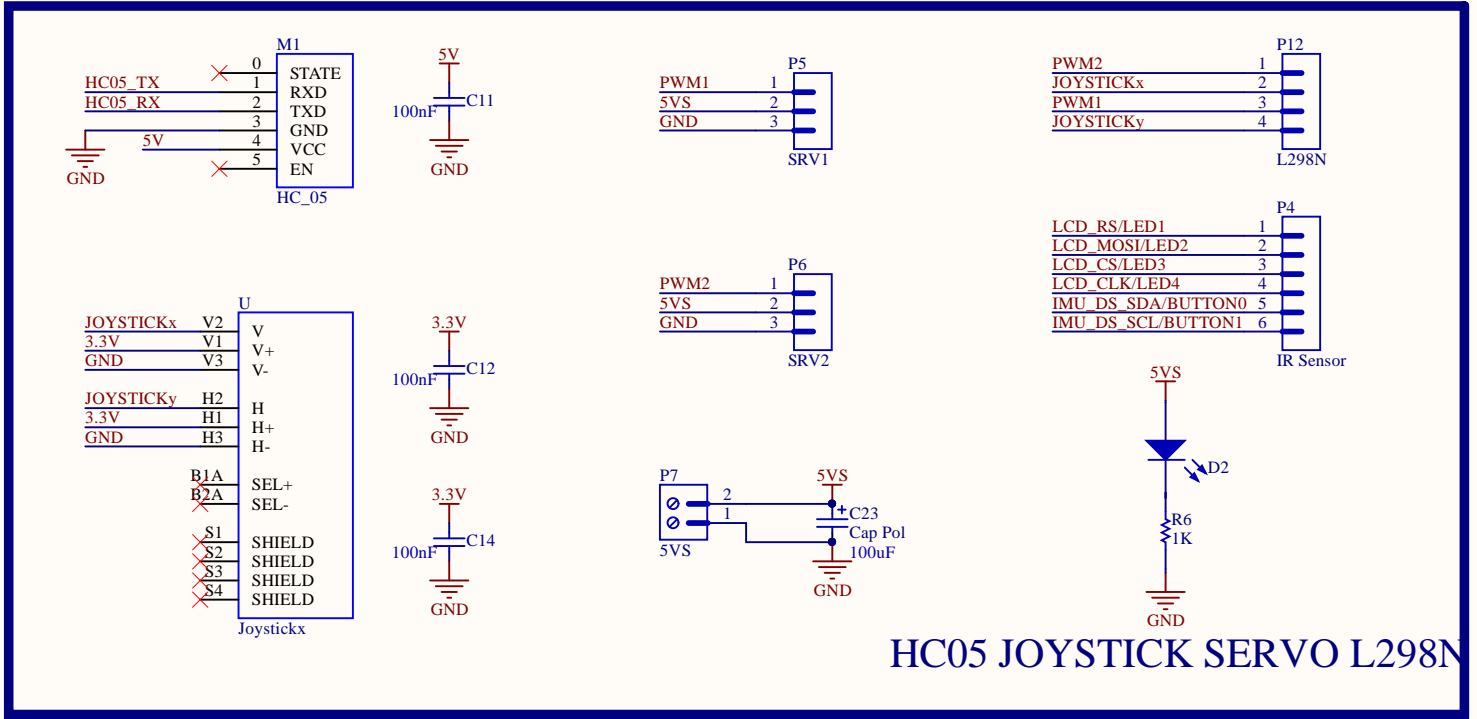 M1
0 STATE
HC05_TX 1 RXD
HC05_RX 2 TXD
3 GND
5V 4 VCC
5 EN
GND
HC_05
5V
C11
100nF
GND
P5
PWM1 1
5VS 2
GND 3
SRV1
P12
PWM2 1
JOYSTICKx 2
PWM1 3
JOYSTICKy 4
L298N
P4
LCD_RS/LED1 1
LCD_MOSI/LED2 2
LCD_CS/LED3 3
LCD_CLK/LED4 4
IMU_DS_SDA/BUTTON0 5
IMU_DS_SCL/BUTTON1 6
IR Sensor
U
JOYSTICKx V2 V
3.3V V1 V+
GND V3 V-
JOYSTICKy H2 H
3.3V H1 H+
GND H3 H-
B1A SEL+
B2A SEL-
S1 SHIELD
S2 SHIELD
S3 SHIELD
S4 SHIELD
Joystickx
3.3V
C12
100nF
GND
3.3V
C14
100nF
GND
P6
PWM2 1
5VS 2
GND 3
SRV2
P7
2
1
5VS
5VS
+
C23
Cap Pol
100uF
GND
5VS
D2
R6
1K
GND
HC05 JOYSTICK SERVO L298N